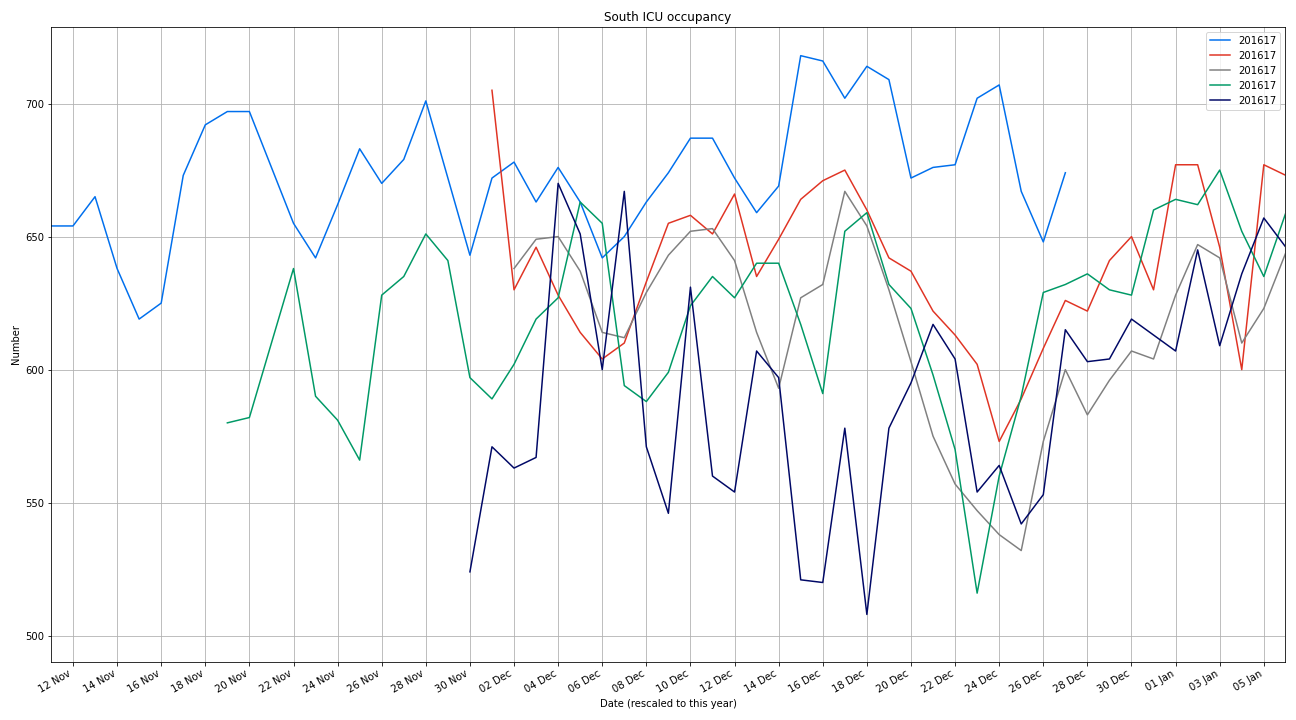 South ICU occupancy
201617
201617
201617
201617
201617
700
650
600
550
500
Number
12 Nov
14 Nov
16 Nov
18 Nov
20 Nov
22 Nov
24 Nov
26 Nov
28 Nov
30 Nov
02 Dec
04 Dec
06 Dec
08 Dec
10 Dec
12 Dec
14 Dec
16 Dec
18 Dec
20 Dec
22 Dec
24 Dec
26 Dec
28 Dec
30 Dec
01 Jan
03 Jan
05 Jan
Date (rescaled to this year)